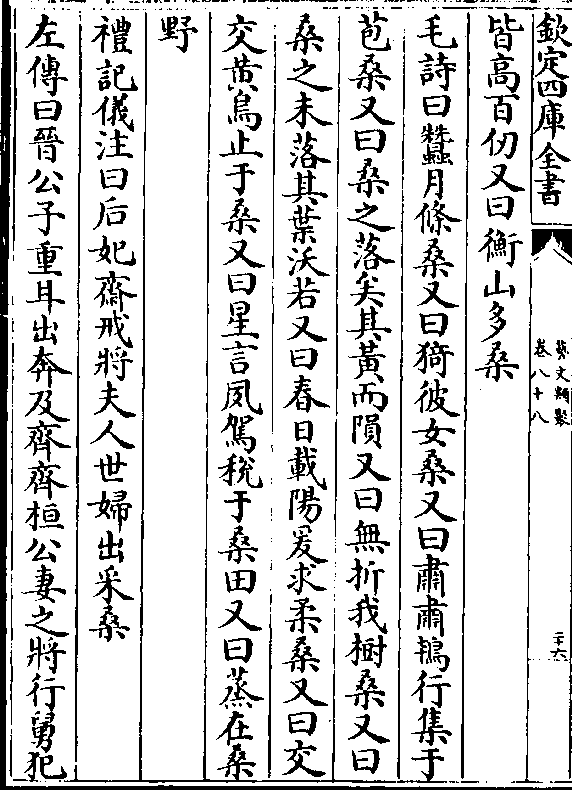 欽定四庫全書
藝文類聚
卷八十八
二十六
皆高百仞又曰衡山多桑
毛詩曰蠶月條桑又曰猗彼女桑又曰肅肅鴇行集于
苞桑又曰桑之落矣其黃而隕又曰無折我樹桑又曰
桑之未落其葉沃若又曰春日載陽爰求柔桑又曰交
交黃鳥止于桑又曰星言夙駕稅于桑田又曰蒸在桑
野
禮記儀注曰后妃齋戒將夫人世婦出采桑
左傳曰晉公子重耳出奔及齊齊桓公妻之將行舅犯